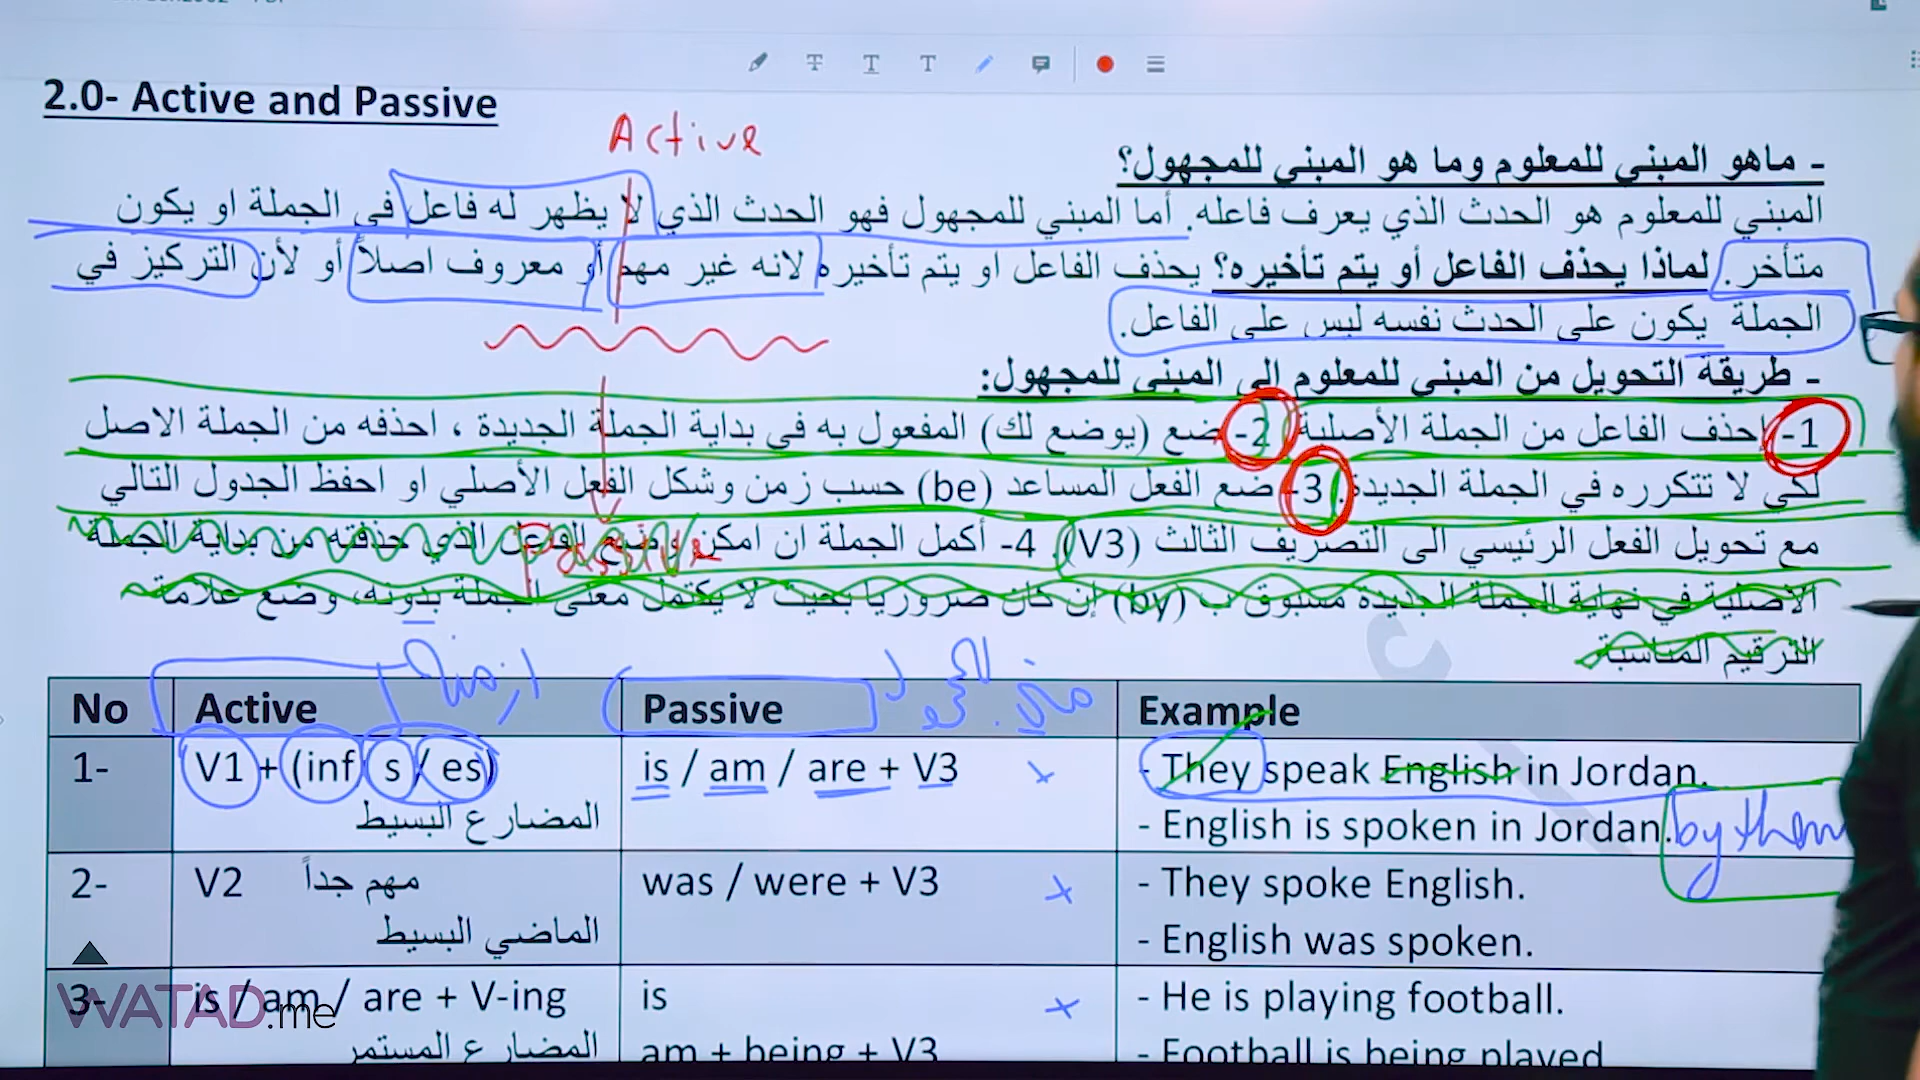 2.0- Active and Passive
Active
- ماهو المبني للمعلوم وما هو المبني للمجهول؟
المبني للمعلوم هو الحدث الذي يعرف فاعله. أما المبني للمجهول فهو الحدث الذي لا يظهر له فاعل في الجملة او يكون
متأخر. لماذا يحذف الفاعل أو يتم تأخيره؟ يحذف الفاعل او يتم تأخيره لانه غير مهم أو معروف اصلاً أو لأن التركيز في
الجملة يكون على الحدث نفسه ليس على الفاعل.
- طريقة التحويل من المبني للمعلوم الى المبني للمجهول:
1- احذف الفاعل من الجملة الأصلية 2- ضع (يوضع لك) المفعول به في بداية الجملة الجديدة ، احذفه من الجملة الاصل
لكي لا تتكرره في الجملة الجديدة. 3- ضع الفعل المساعد (be) حسب زمن وشكل الفعل الأصلي او احفظ الجدول التالي
مع تحويل الفعل الرئيسي الى التصريف الثالث (V3). 4- أكمل الجملة ان امكن وضع الفاعل الذي حذفته من بداية الجملة
الاصلية في نهاية الجملة الجديدة مسبوق ب (by) إن كان ضروريا بحيث لا يكتمل معنى الجملة بدونه، وضع علامة
الترقيم المناسبة.
Passive
No Active Passive Example
1- V1 + (inf s / es) is / am / are + V3 - They speak English in Jordan.
المضارع البسيط - English is spoken in Jordan. by them
2- V2 مهم جداً was / were + V3 - They spoke English.
الماضي البسيط - English was spoken.
3- is / am / are + V-ing is - He is playing football.
المضارع المستمر am + being + V3 - Football is being played
WATAD.me